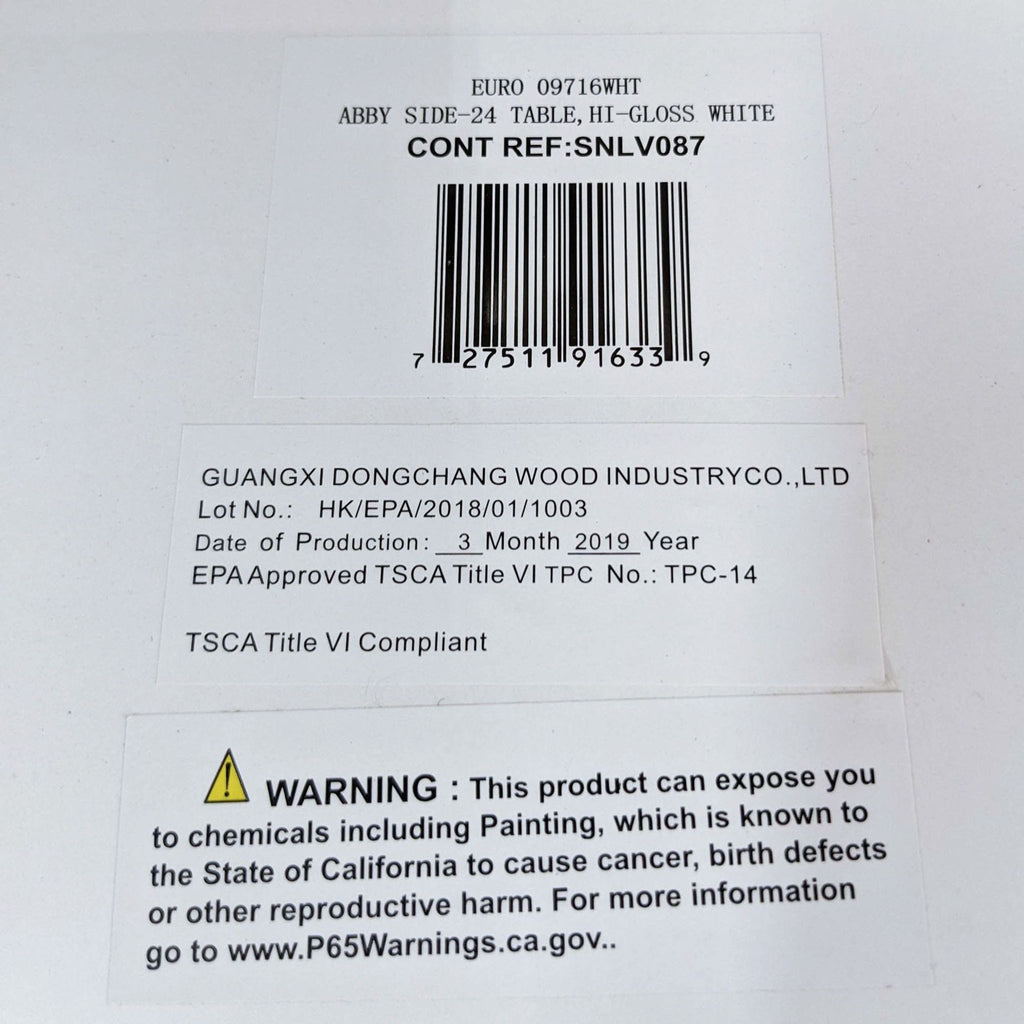 EURO 09716WHT
ABBY SIDE-24 TABLE,HI-GLOSS WHITE
CONT REF:SNLV087
7 27511 91633 9
GUANGXI DONGCHANG WOOD INDUSTRYCO.,LTD
Lot No.: HK/EPA/2018/01/1003
Date of Production: 3 Month 2019 Year
EPA Approved TSCA Title VI TPC No.: TPC-14
TSCA Title VI Compliant
WARNING : This product can expose you
to chemicals including Painting, which is known to
the State of California to cause cancer, birth defects
or other reproductive harm. For more information
go to www.P65Warnings.ca.gov..